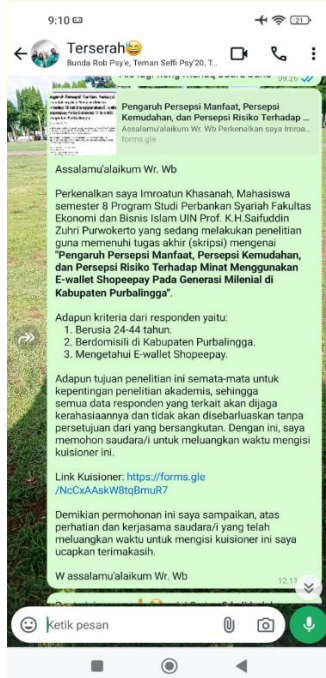 9:10
21
Terserah😂
Bunda Rob Psy'e, Teman Seffi Psy'20, T...
09.26
Pengaruh Persepsi Manfaat, Persepsi
Kemudahan, dan Persepsi Risiko Terhadap ...
Assalamu'alaikum Wr. Wb Perkenalkan saya Imroa...
forms.gle
Assalamu'alaikum Wr. Wb
Perkenalkan saya Imroatun Khasanah, Mahasiswa
semester 8 Program Studi Perbankan Syariah Fakultas
Ekonomi dan Bisnis Islam UIN Prof. K.H.Saifuddin
Zuhri Purwokerto yang sedang melakukan penelitian
guna memenuhi tugas akhir (skripsi) mengenai
"Pengaruh Persepsi Manfaat, Persepsi Kemudahan,
dan Persepsi Risiko Terhadap Minat Menggunakan
E-wallet Shopeepay Pada Generasi Milenial di
Kabupaten Purbalingga".
Adapun kriteria dari responden yaitu:
1. Berusia 24-44 tahun.
2. Berdomisili di Kabupaten Purbalingga.
3. Mengetahui E-wallet Shopeepay.
Adapun tujuan penelitian ini semata-mata untuk
kepentingan penelitian akademis, sehingga
semua data responden yang terkait akan dijaga
kerahasiaannya dan tidak akan disebarluaskan tanpa
persetujuan dari yang bersangkutan. Dengan ini, saya
memohon saudara/i untuk meluangkan waktu mengisi
kuisioner ini.
Link Kuisioner: https://forms.gle
/NcCxAAskW8tqBmuR7
Demikian permohonan ini saya sampaikan, atas
perhatian dan kerjasama saudara/i yang telah
meluangkan waktu untuk mengisi kuisioner ini saya
ucapkan terimakasih.
W assalamu'alaikum Wr. Wb
12.11
Ketik pesan